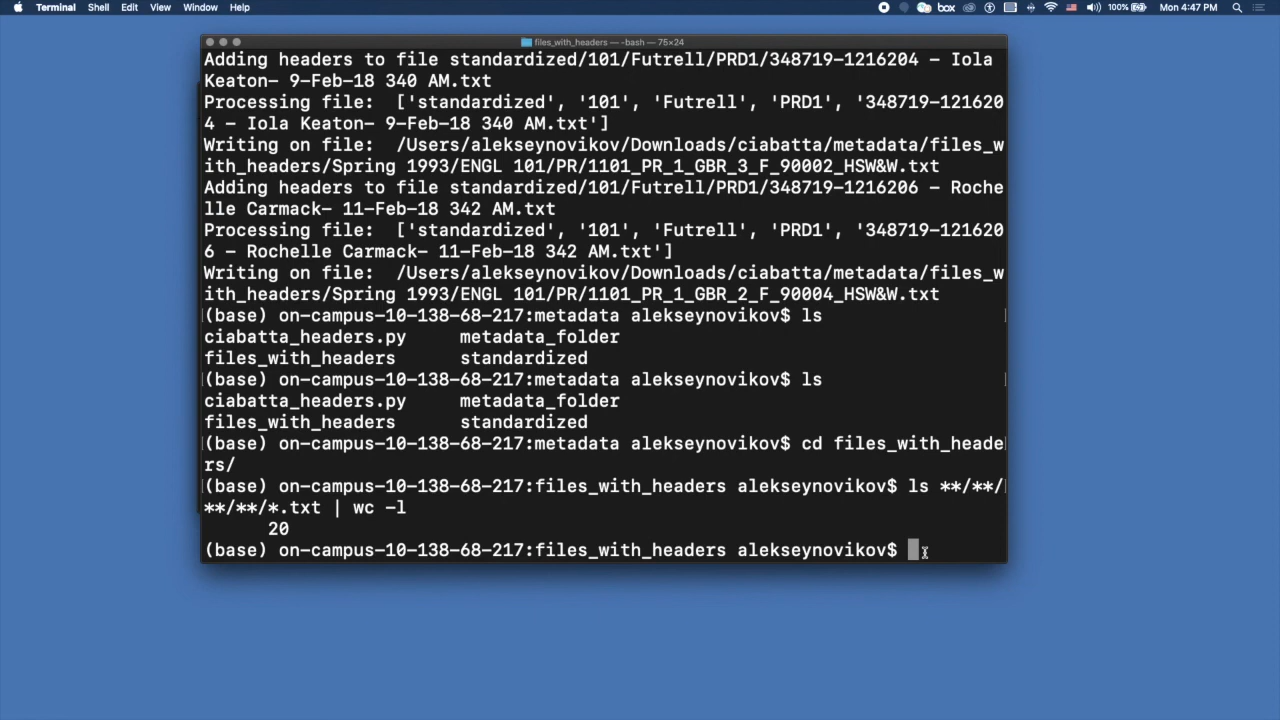 Terminal Shell Edit View Window Help box 100% Mon 4:47 PM
files_with_headers — -bash — 75×24
Adding headers to file standardized/101/Futrell/PRD1/348719-1216204 - Iola 
Keaton- 9-Feb-18 340 AM.txt
Processing file:  ['standardized', '101', 'Futrell', 'PRD1', '348719-121620
4 - Iola Keaton- 9-Feb-18 340 AM.txt']
Writing on file:  /Users/alekseynovikov/Downloads/ciabatta/metadata/files_w
ith_headers/Spring 1993/ENGL 101/PR/1101_PR_1_GBR_3_F_90002_HSW&W.txt
Adding headers to file standardized/101/Futrell/PRD1/348719-1216206 - Roche
lle Carmack- 11-Feb-18 342 AM.txt
Processing file:  ['standardized', '101', 'Futrell', 'PRD1', '348719-121620
6 - Rochelle Carmack- 11-Feb-18 342 AM.txt']
Writing on file:  /Users/alekseynovikov/Downloads/ciabatta/metadata/files_w
ith_headers/Spring 1993/ENGL 101/PR/1101_PR_1_GBR_2_F_90004_HSW&W.txt
(base) on-campus-10-138-68-217:metadata alekseynovikov$ ls
ciabatta_headers.py     metadata_folder
files_with_headers      standardized
(base) on-campus-10-138-68-217:metadata alekseynovikov$ ls
ciabatta_headers.py     metadata_folder
files_with_headers      standardized
(base) on-campus-10-138-68-217:metadata alekseynovikov$ cd files_with_heade
rs/
(base) on-campus-10-138-68-217:files_with_headers alekseynovikov$ ls **/**/
**/**/*.txt | wc -l
      20
(base) on-campus-10-138-68-217:files_with_headers alekseynovikov$